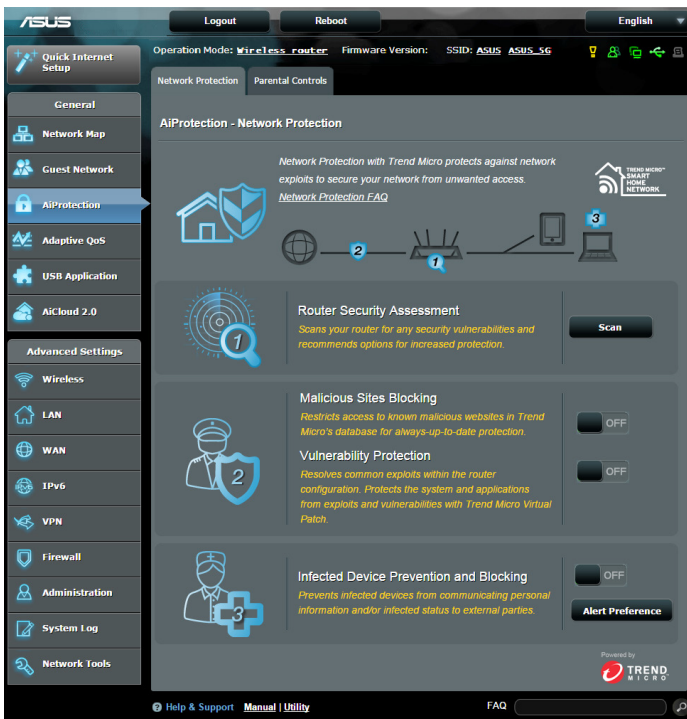 ASUS
Logout
Reboot
English
Quick Internet
Setup
Operation Mode: Wireless router Firmware Version: SSID: ASUS ASUS_5G
Network Protection
Parental Controls
General
Network Map
Guest Network
AiProtection
Adaptive QoS
USB Application
AiCloud 2.0
Advanced Settings
Wireless
LAN
WAN
IPv6
IPv6
VPN
Firewall
Administration
System Log
Network Tools
AiProtection - Network Protection
Network Protection with Trend Micro protects against network
exploits to secure your network from unwanted access.
Network Protection FAQ
TREND MICRO™
SMART
HOME
NETWORK
2
1
3
1
Router Security Assessment
Scans your router for any security vulnerabilities and
recommends options for increased protection.
Scan
2
Malicious Sites Blocking
Restricts access to known malicious websites in Trend
Micro's database for always-up-to-date protection.
OFF
Vulnerability Protection
Resolves common exploits within the router
configuration. Protects the system and applications
from exploits and vulnerabilities with Trend Micro Virtual
Patch.
OFF
3
Infected Device Prevention and Blocking
Prevents infected devices from communicating personal
information and/or infected status to external parties.
OFF
Alert Preference
Powered by
TREND
MICRO
Help & Support Manual | Utility
FAQ